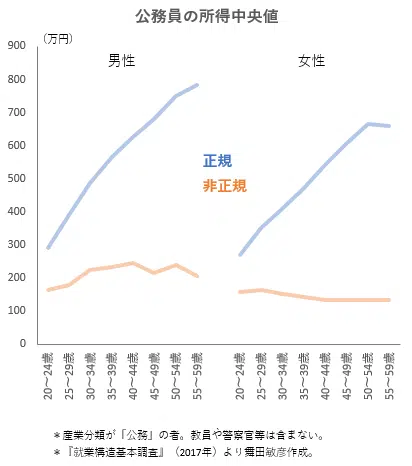 公務員の所得中央値
（万円）
900
800
700
600
500
400
300
200
100
0
男性
女性
正規
非正規
20～24歳
25～29歳
30～34歳
35～39歳
40～44歳
45～49歳
50～54歳
55～59歳
20～24歳
25～29歳
30～34歳
35～39歳
40～44歳
45～49歳
50～54歳
55～59歳
＊産業分類が「公務」の者。教員や警察官等は含まない。
＊『就業構造基本調査』（2017年）より舞田敏彦作成。